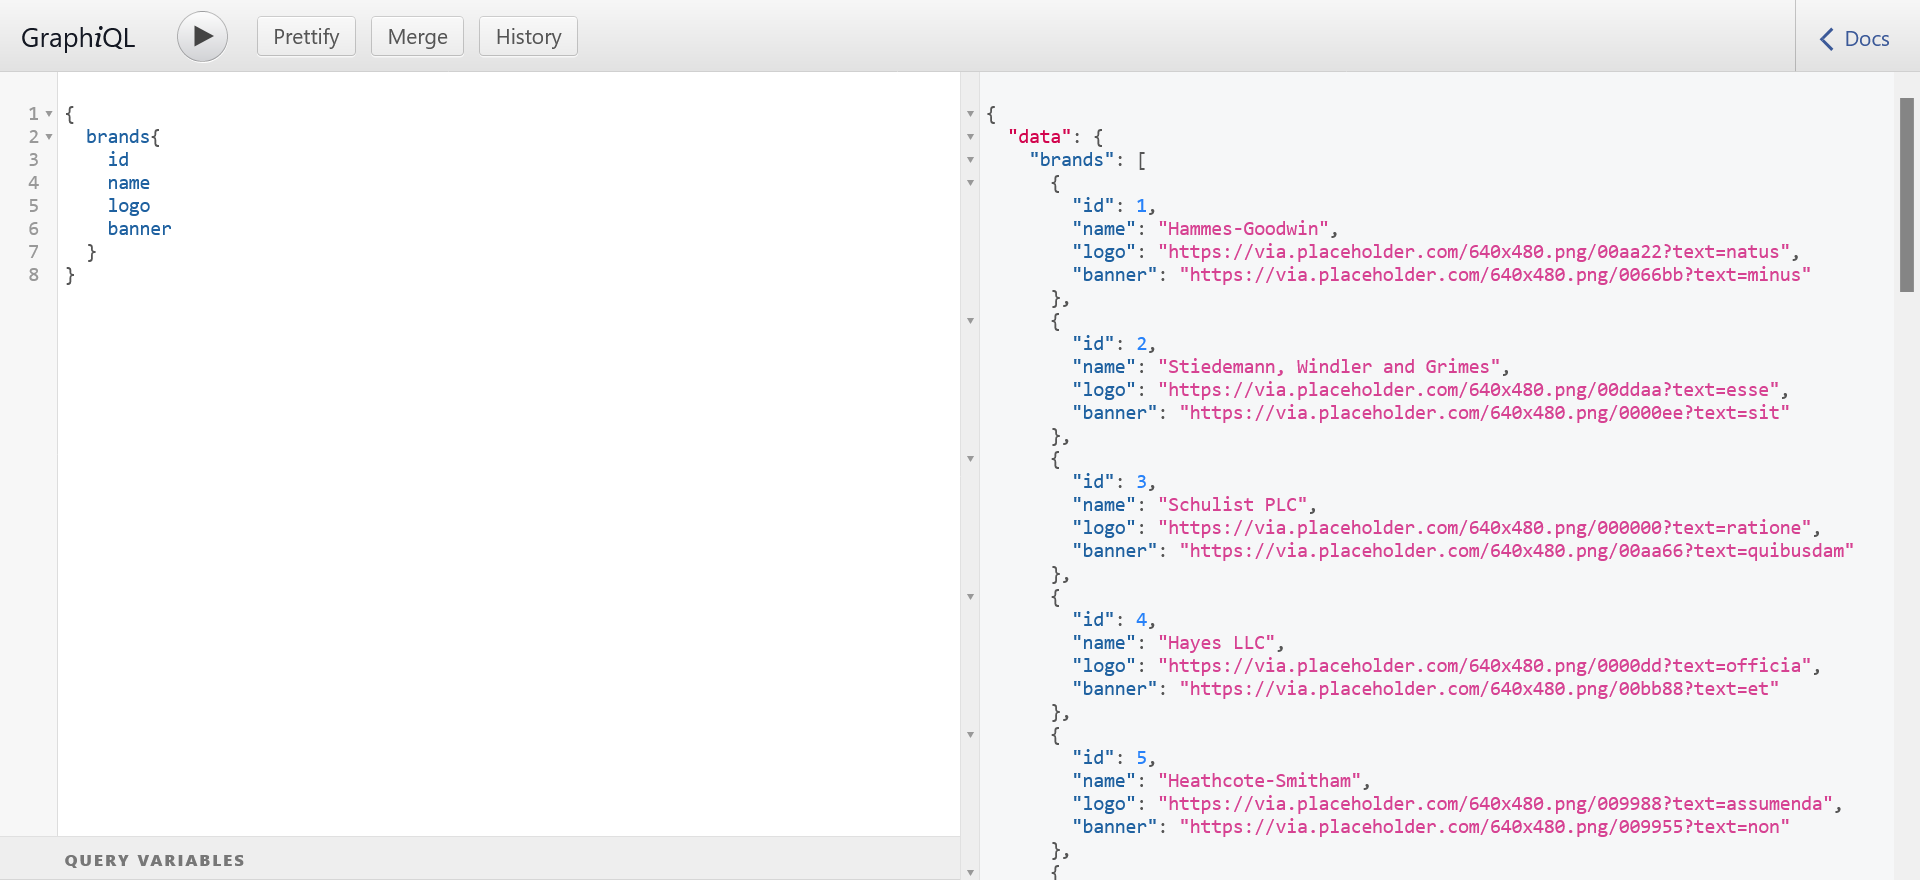 GraphiQL
Prettify
Merge
History
Docs
1 {
2   brands{
3     id
4     name
5     logo
6     banner
7   }
8 }
QUERY VARIABLES
{
  "data": {
    "brands": [
      {
        "id": 1,
        "name": "Hammes-Goodwin",
        "logo": "https://via.placeholder.com/640x480.png/00aa22?text=natus",
        "banner": "https://via.placeholder.com/640x480.png/0066bb?text=minus"
      },
      {
        "id": 2,
        "name": "Stiedemann, Windler and Grimes",
        "logo": "https://via.placeholder.com/640x480.png/00ddaa?text=esse",
        "banner": "https://via.placeholder.com/640x480.png/0000ee?text=sit"
      },
      {
        "id": 3,
        "name": "Schulist PLC",
        "logo": "https://via.placeholder.com/640x480.png/000000?text=ratione",
        "banner": "https://via.placeholder.com/640x480.png/00aa66?text=quibusdam"
      },
      {
        "id": 4,
        "name": "Hayes LLC",
        "logo": "https://via.placeholder.com/640x480.png/0000dd?text=officia",
        "banner": "https://via.placeholder.com/640x480.png/00bb88?text=et"
      },
      {
        "id": 5,
        "name": "Heathcote-Smitham",
        "logo": "https://via.placeholder.com/640x480.png/009988?text=assumenda",
        "banner": "https://via.placeholder.com/640x480.png/009955?text=non"
      },
      {